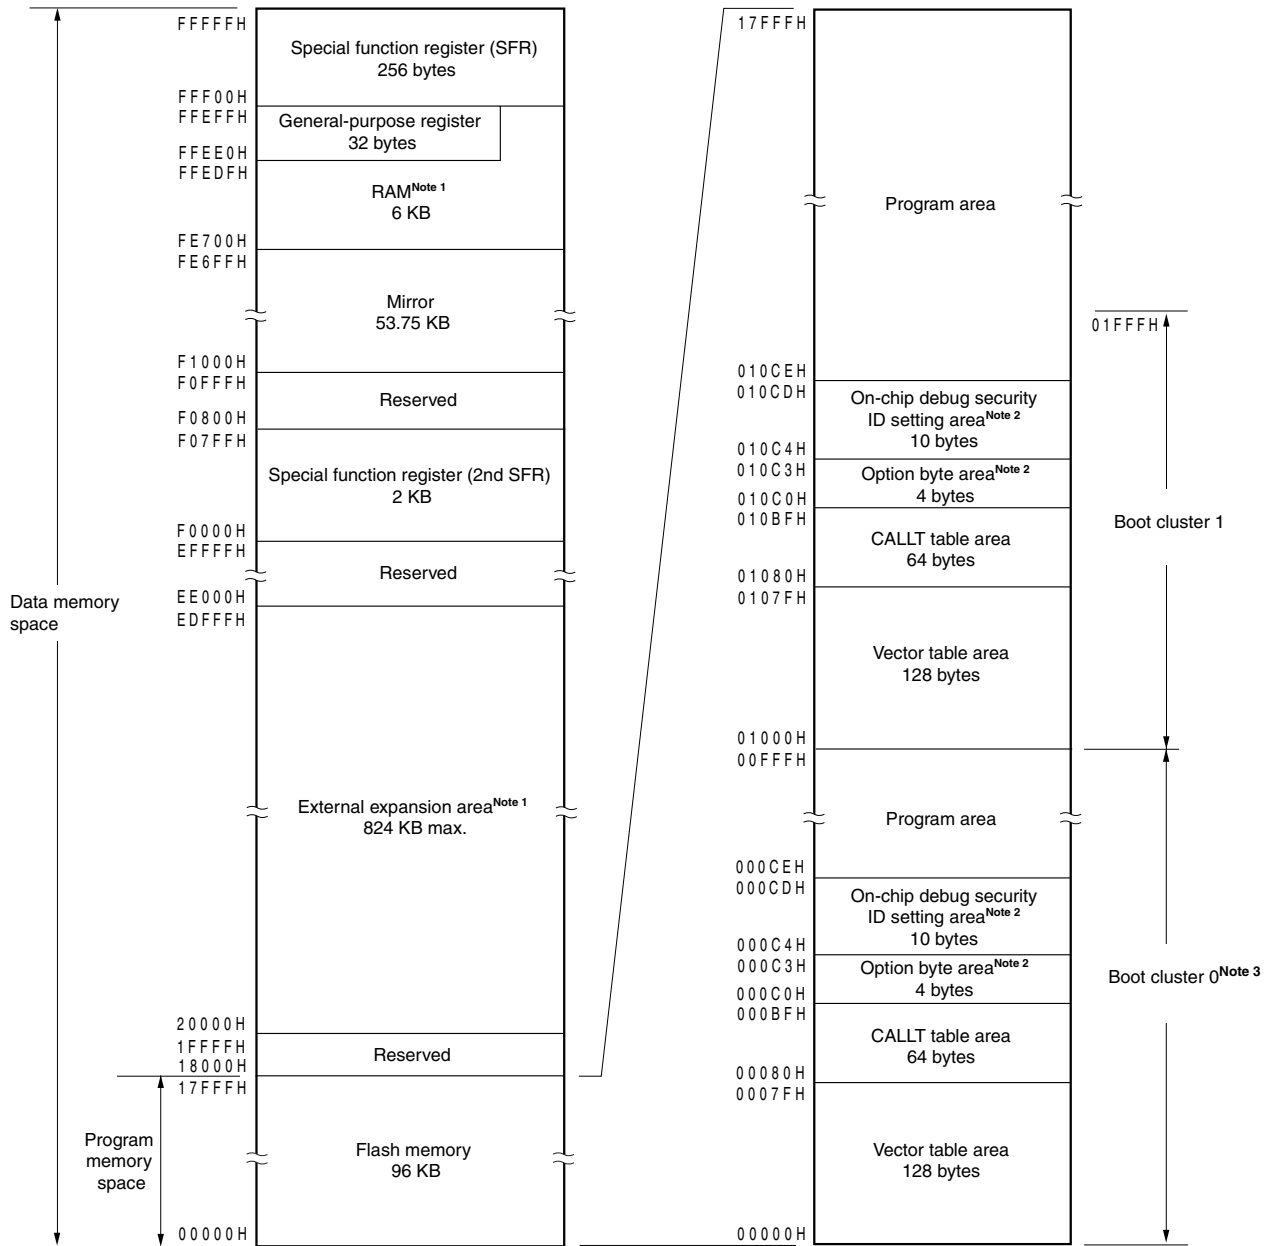 FFFFFH
Special function register (SFR)
256 bytes
FFF00H
FFEFFH
General-purpose register
32 bytes
FFEE0H
FFEDFH
RAMNote 1
6 KB
FE700H
FE6FFH
Mirror
53.75 KB
F1000H
F0FFFH
Reserved
F0800H
F07FFH
Special function register (2nd SFR)
2 KB
F0000H
EFFFFH
Reserved
EE000H
EDFFFH
Data memory
space
External expansion areaNote 1
824 KB max.
20000H
1FFFFH
Reserved
18000H
17FFFH
Program
memory
space
Flash memory
96 KB
00000H
17FFFH
Program area
01FFFH
010CEH
010CDH
On-chip debug security
ID setting areaNote 2
10 bytes
010C4H
010C3H
Option byte areaNote 2
4 bytes
010C0H
010BFH
CALLT table area
64 bytes
01080H
0107FH
Boot cluster 1
Vector table area
128 bytes
01000H
00FFFH
Program area
000CEH
000CDH
On-chip debug security
ID setting areaNote 2
10 bytes
000C4H
000C3H
Option byte areaNote 2
4 bytes
Boot cluster 0Note 3
000C0H
000BFH
CALLT table area
64 bytes
00080H
0007FH
Vector table area
128 bytes
00000H